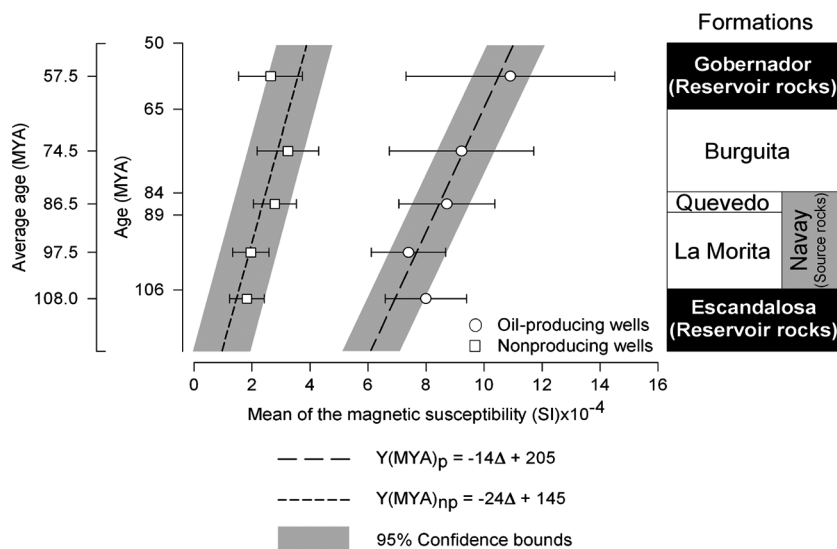 Formations
Average age (MYA)
57.5
74.5
86.5
97.5
108.0
Age (MYA)
50
65
84
89
106
Gobernador
(Reservoir rocks)
Burguita
Quevedo
La Morita
Navay
(Source rocks)
Escandalosa
(Reservoir rocks)
Oil-producing wells
Nonproducing wells
0 2 4 6 8 10 12 14 16
Mean of the magnetic susceptibility (SI)x10-4
Y(MYA)p = -14Δ + 205
Y(MYA)np = -24Δ + 145
95% Confidence bounds